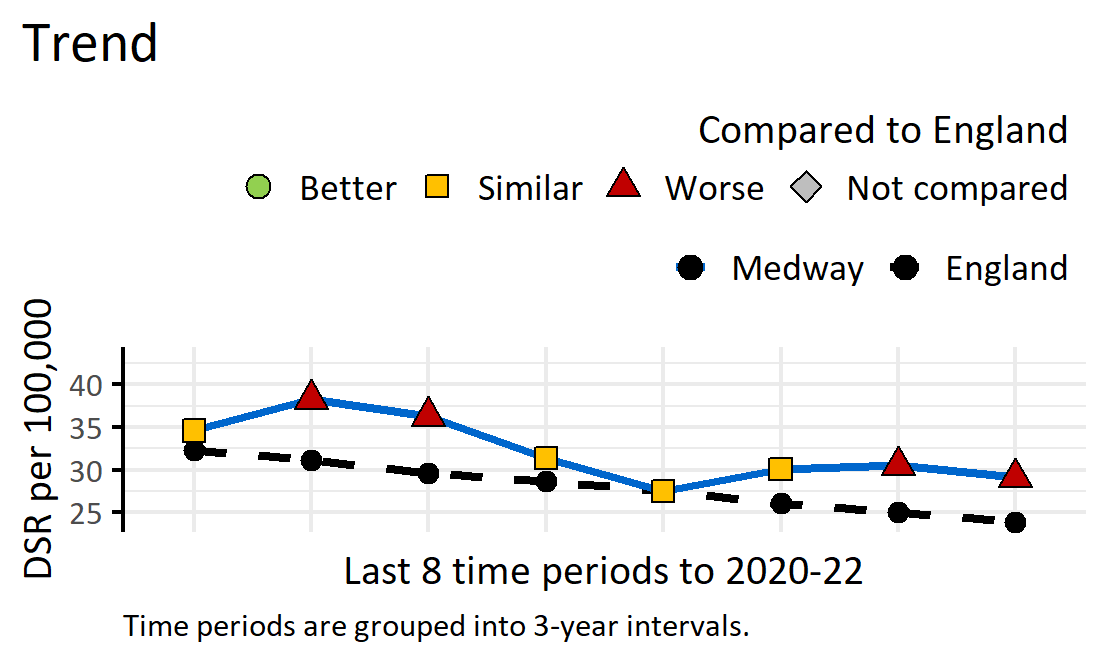 Trend
Compared to England
Better Similar Worse Not compared
Medway England
DSR per 100,000
40
35
30
25
Last 8 time periods to 2020-22
Time periods are grouped into 3-year intervals.